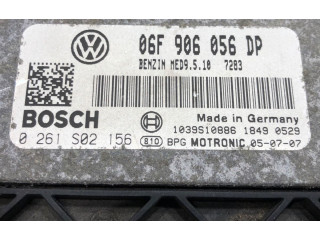 06F 906 056 DP
BENZIN MED9.5.10 7283
BOSCH
Made in Germany
1039S10886 1849 0529
0 261 S02 156
810 BPG MOTRONIC 05-07-07